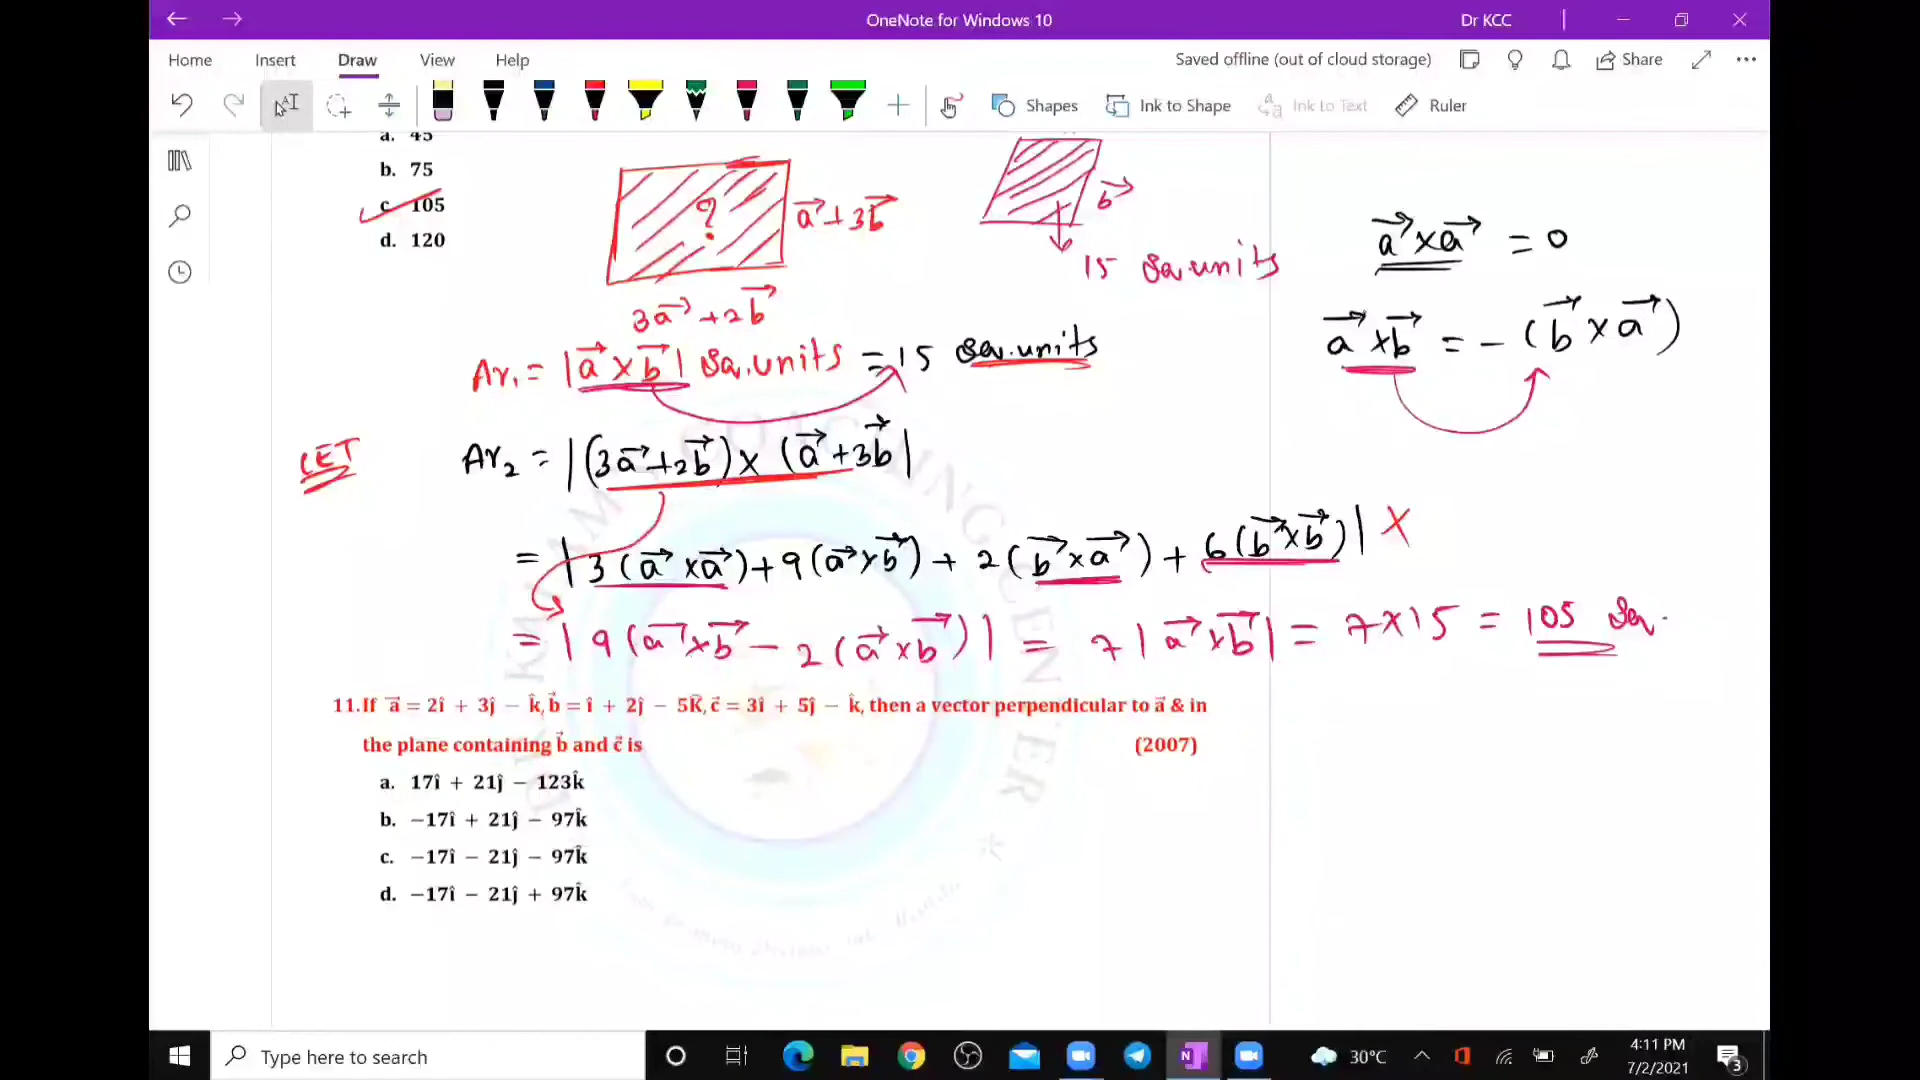 OneNote for Windows 10
Dr KCC
Home Insert Draw View Help
Saved offline (out of cloud storage)
Share
Shapes
Ink to Shape
Ink to Text
Ruler
a. 45
b. 75
c. 105
d. 120
?
a⃗ + 3b⃗
3a⃗ + 2b⃗
b⃗
15 Sq.units
a⃗ × a⃗ = 0
a⃗ × b⃗ = - (b⃗ × a⃗)
Ar₁ = |a⃗ × b⃗| Sq.units = 15 Sq.units
CET
Ar₂ = |(3a⃗ + 2b⃗) × (a⃗ + 3b⃗|
= |3(a⃗ × a⃗) + 9(a⃗ × b⃗) + 2(b⃗ × a⃗) + 6(b⃗ × b⃗)| ×
= |9(a⃗ × b⃗ - 2(a⃗ × b⃗)| = 7|a⃗ × b⃗| = 7×15 = 105 Sq.
11. If a⃗ = 2î + 3ĵ − k̂, b⃗ = î + 2ĵ − 5K̂, c⃗ = 3î + 5ĵ − k̂, then a vector perpendicular to a⃗ & in
the plane containing b⃗ and c⃗ is (2007)
a. 17î + 21ĵ − 123k̂
b. −17î + 21ĵ − 97k̂
c. −17î − 21ĵ − 97k̂
d. −17î − 21ĵ + 97k̂
Type here to search
30°C
4:11 PM
7/2/2021
3